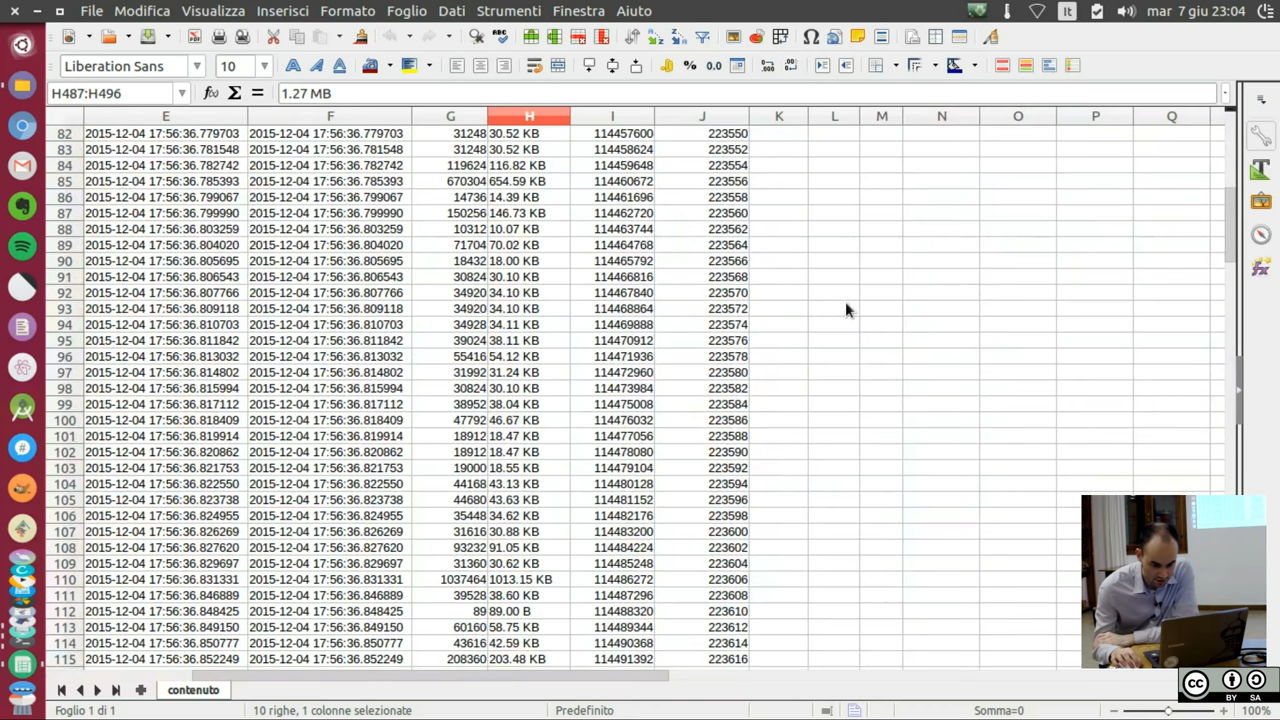 File Modifica Visualizza Inserisci Formato Foglio Dati Strumenti Finestra Aiuto It mar 7 giu 23:04
Liberation Sans 10
H487:H496 1.27 MB
E F G H I J K L M N O P Q
82 2015-12-04 17:56:36.779703 2015-12-04 17:56:36.779703 31248 30.52 KB 114457600 223550
83 2015-12-04 17:56:36.781548 2015-12-04 17:56:36.781548 31248 30.52 KB 114458624 223552
84 2015-12-04 17:56:36.782742 2015-12-04 17:56:36.782742 119624 116.82 KB 114459648 223554
85 2015-12-04 17:56:36.785393 2015-12-04 17:56:36.785393 670304 654.59 KB 114460672 223556
86 2015-12-04 17:56:36.799067 2015-12-04 17:56:36.799067 14736 14.39 KB 114461696 223558
87 2015-12-04 17:56:36.799990 2015-12-04 17:56:36.799990 150256 146.73 KB 114462720 223560
88 2015-12-04 17:56:36.803259 2015-12-04 17:56:36.803259 10312 10.07 KB 114463744 223562
89 2015-12-04 17:56:36.804020 2015-12-04 17:56:36.804020 71704 70.02 KB 114464768 223564
90 2015-12-04 17:56:36.805695 2015-12-04 17:56:36.805695 18432 18.00 KB 114465792 223566
91 2015-12-04 17:56:36.806543 2015-12-04 17:56:36.806543 30824 30.10 KB 114466816 223568
92 2015-12-04 17:56:36.807766 2015-12-04 17:56:36.807766 34920 34.10 KB 114467840 223570
93 2015-12-04 17:56:36.809118 2015-12-04 17:56:36.809118 34920 34.10 KB 114468864 223572
94 2015-12-04 17:56:36.810703 2015-12-04 17:56:36.810703 34928 34.11 KB 114469888 223574
95 2015-12-04 17:56:36.811842 2015-12-04 17:56:36.811842 39024 38.11 KB 114470912 223576
96 2015-12-04 17:56:36.813032 2015-12-04 17:56:36.813032 55416 54.12 KB 114471936 223578
97 2015-12-04 17:56:36.814802 2015-12-04 17:56:36.814802 31992 31.24 KB 114472960 223580
98 2015-12-04 17:56:36.815994 2015-12-04 17:56:36.815994 30824 30.10 KB 114473984 223582
99 2015-12-04 17:56:36.817112 2015-12-04 17:56:36.817112 38952 38.04 KB 114475008 223584
100 2015-12-04 17:56:36.818409 2015-12-04 17:56:36.818409 47792 46.67 KB 114476032 223586
101 2015-12-04 17:56:36.819914 2015-12-04 17:56:36.819914 18912 18.47 KB 114477056 223588
102 2015-12-04 17:56:36.820862 2015-12-04 17:56:36.820862 18912 18.47 KB 114478080 223590
103 2015-12-04 17:56:36.821753 2015-12-04 17:56:36.821753 19000 18.55 KB 114479104 223592
104 2015-12-04 17:56:36.822550 2015-12-04 17:56:36.822550 44168 43.13 KB 114480128 223594
105 2015-12-04 17:56:36.823738 2015-12-04 17:56:36.823738 44680 43.63 KB 114481152 223596
106 2015-12-04 17:56:36.824955 2015-12-04 17:56:36.824955 35448 34.62 KB 114482176 223598
107 2015-12-04 17:56:36.826269 2015-12-04 17:56:36.826269 31616 30.88 KB 114483200 223600
108 2015-12-04 17:56:36.827620 2015-12-04 17:56:36.827620 93232 91.05 KB 114484224 223602
109 2015-12-04 17:56:36.829697 2015-12-04 17:56:36.829697 31360 30.62 KB 114485248 223604
110 2015-12-04 17:56:36.831331 2015-12-04 17:56:36.831331 1037464 1013.15 KB 114486272 223606
111 2015-12-04 17:56:36.846889 2015-12-04 17:56:36.846889 39528 38.60 KB 114487296 223608
112 2015-12-04 17:56:36.848425 2015-12-04 17:56:36.848425 89 89.00 B 114488320 223610
113 2015-12-04 17:56:36.849150 2015-12-04 17:56:36.849150 60160 58.75 KB 114489344 223612
114 2015-12-04 17:56:36.850777 2015-12-04 17:56:36.850777 43616 42.59 KB 114490368 223614
115 2015-12-04 17:56:36.852249 2015-12-04 17:56:36.852249 208360 203.48 KB 114491392 223616
contenuto
cc BY SA
Foglio 1 di 1 10 righe, 1 colonne selezionate Predefinito Somma=0 100%